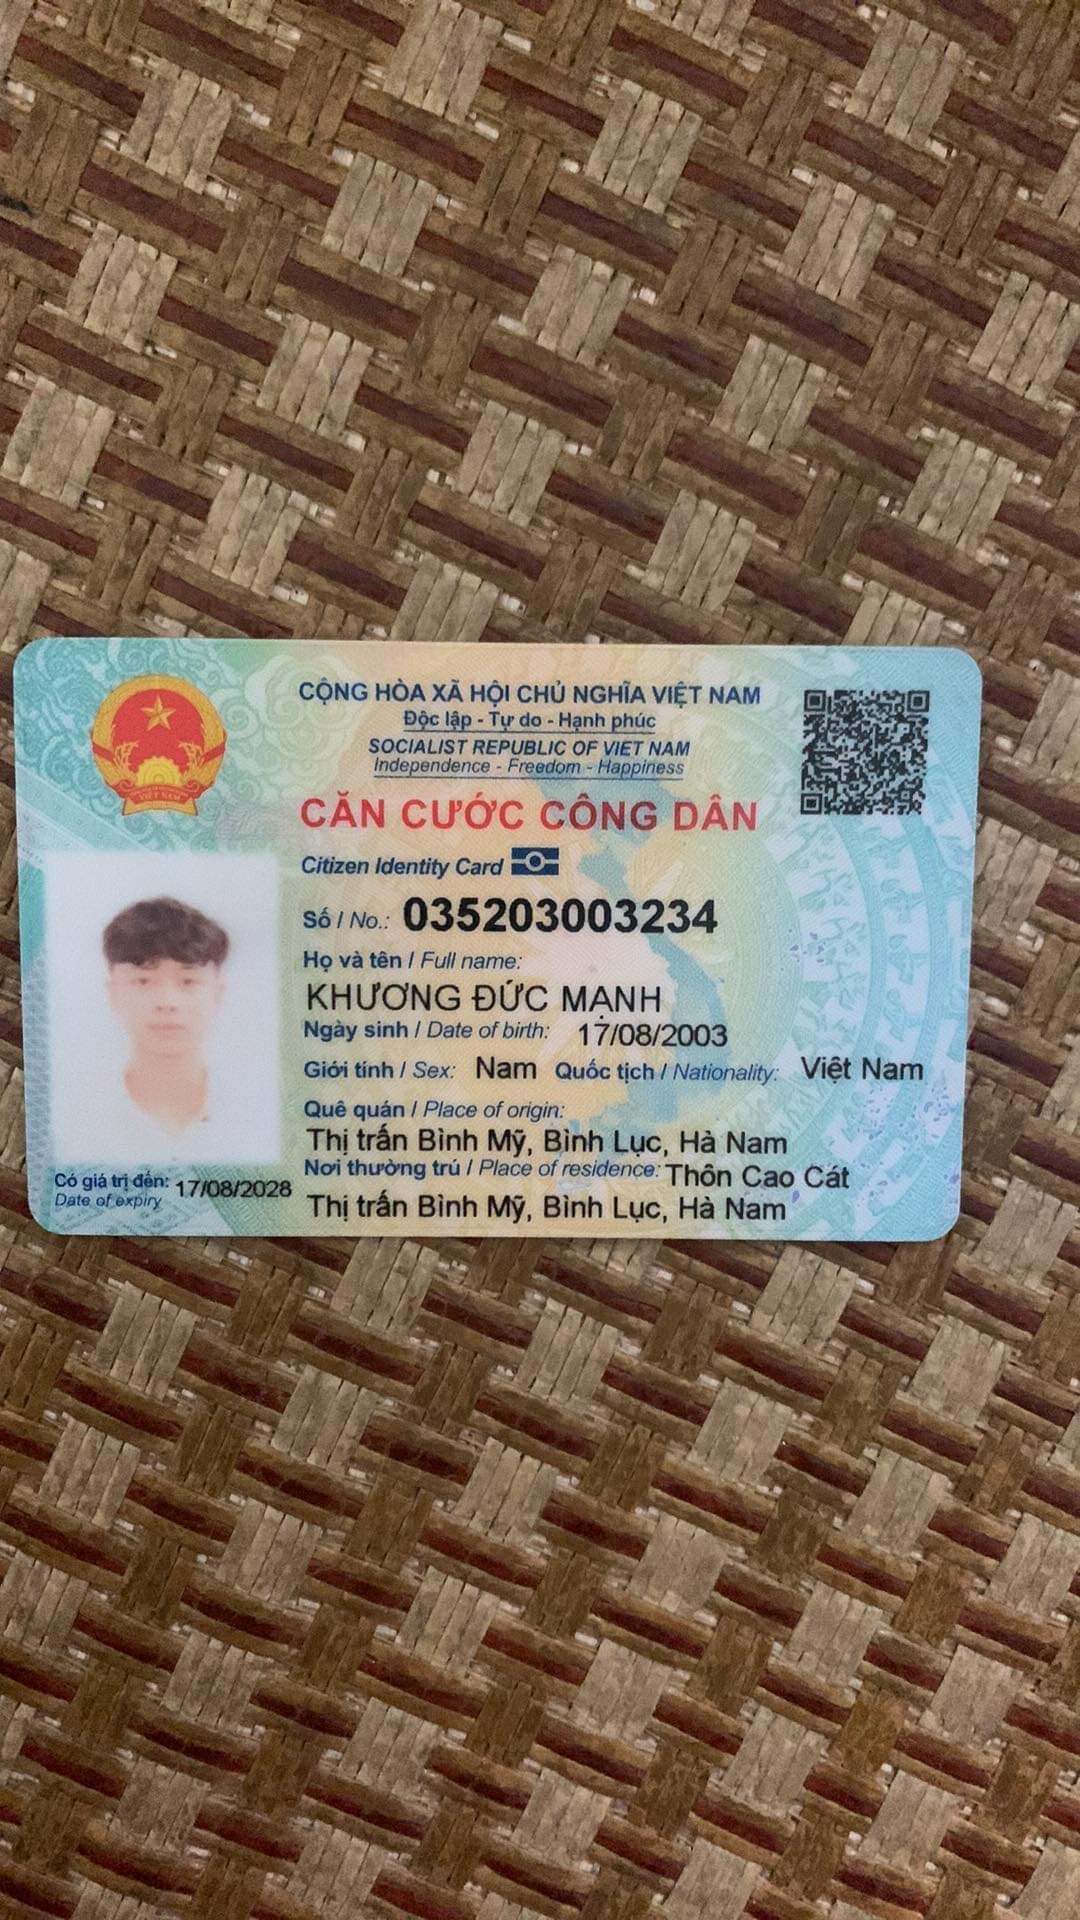 CỘNG HÒA XÃ HỘI CHỦ NGHĨA VIỆT NAM
Độc lập - Tự do - Hạnh phúc
SOCIALIST REPUBLIC OF VIET NAM
Independence - Freedom - Happiness
CĂN CƯỚC CÔNG DÂN
Citizen Identity Card
Số / No.: 035203003234
Họ và tên / Full name:
KHƯƠNG ĐỨC MẠNH
Ngày sinh / Date of birth: 17/08/2003
Giới tính / Sex: Nam Quốc tịch / Nationality: Việt Nam
Quê quán / Place of origin:
Thị trấn Bình Mỹ, Bình Lục, Hà Nam
Nơi thường trú / Place of residence: Thôn Cao Cát
Thị trấn Bình Mỹ, Bình Lục, Hà Nam
Có giá trị đến: 17/08/2028
Date of expiry
VIỆT NAM